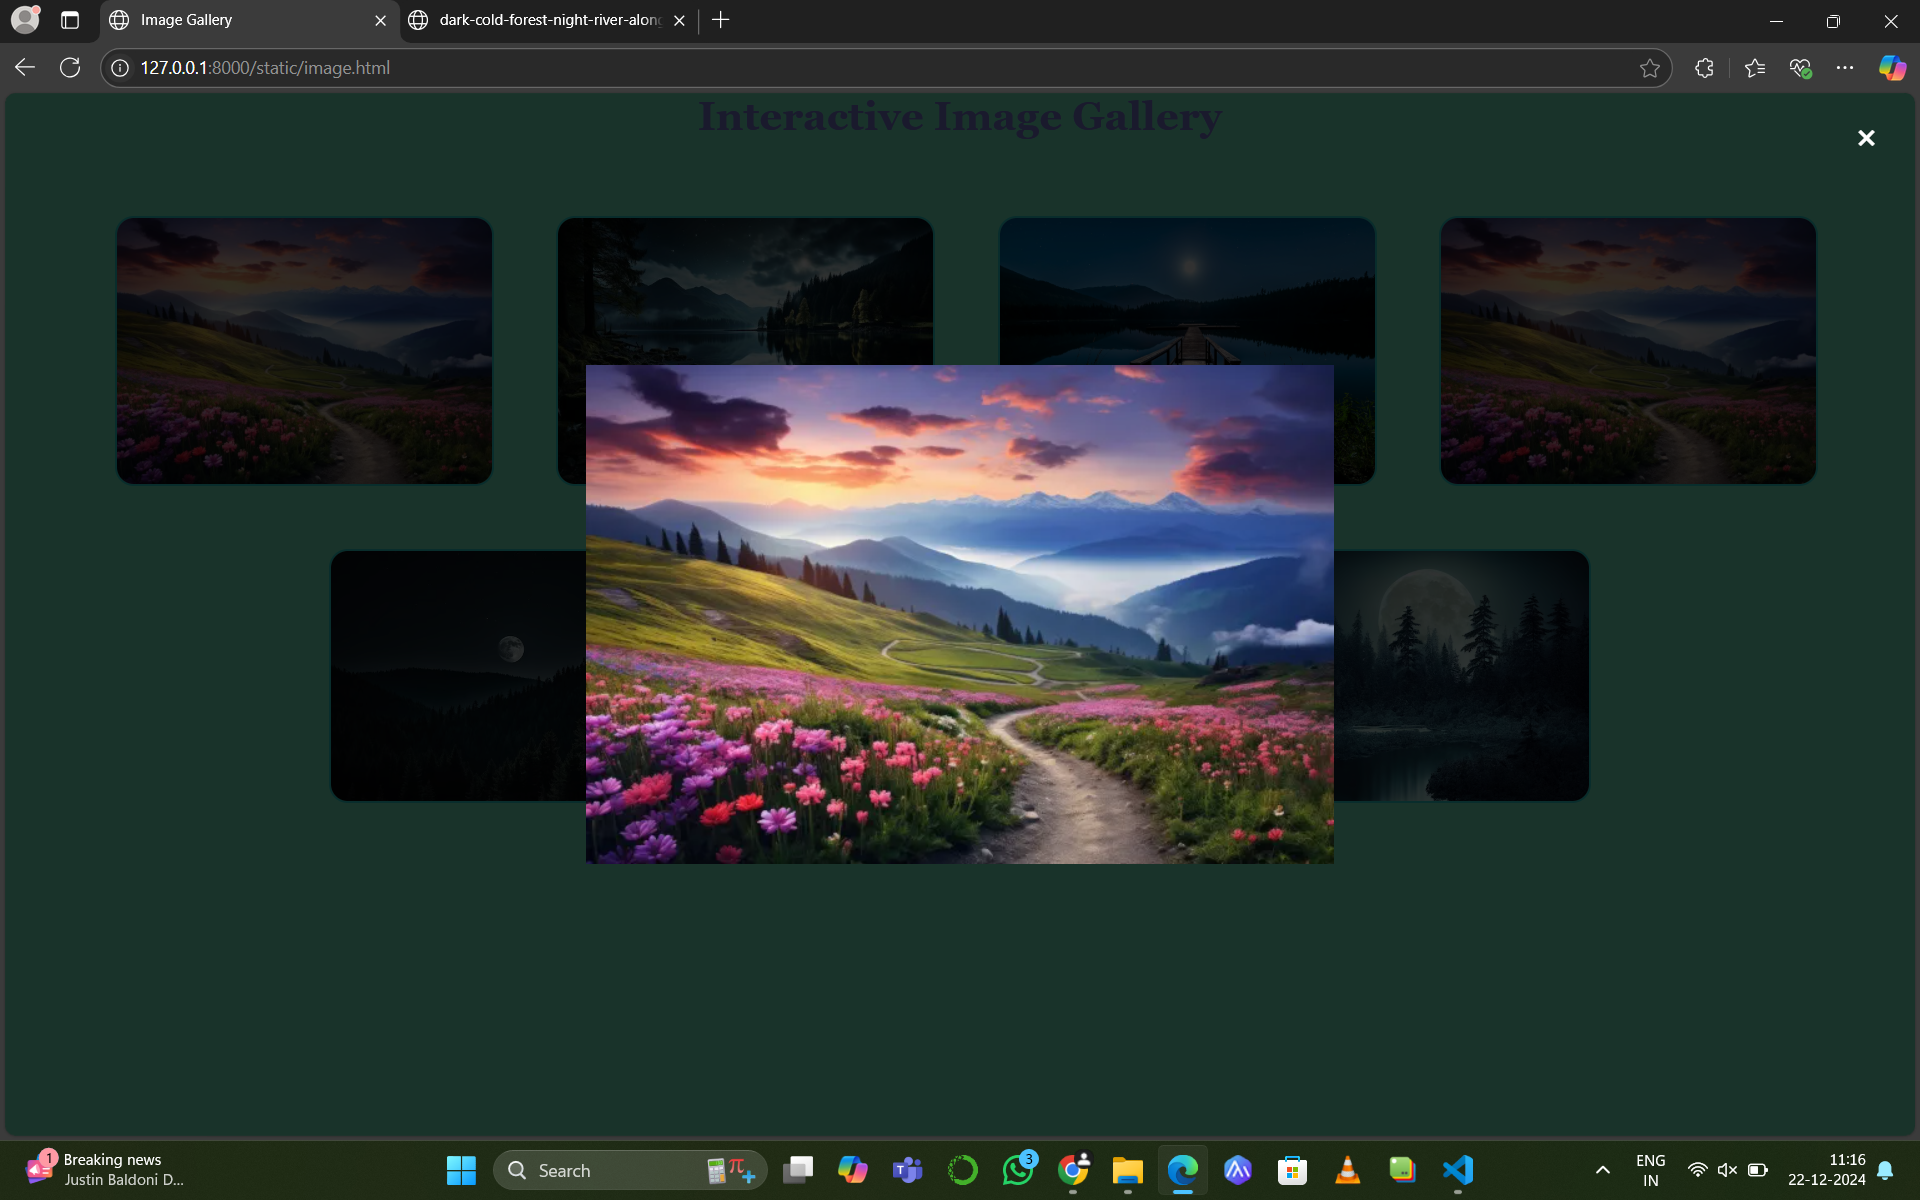 Image Gallery
dark-cold-forest-night-river-along
127.0.0.1:8000/static/image.html
Interactive Image Gallery
1
Breaking news
Justin Baldoni D...
Search
3
ENG
IN
11:16
22-12-2024